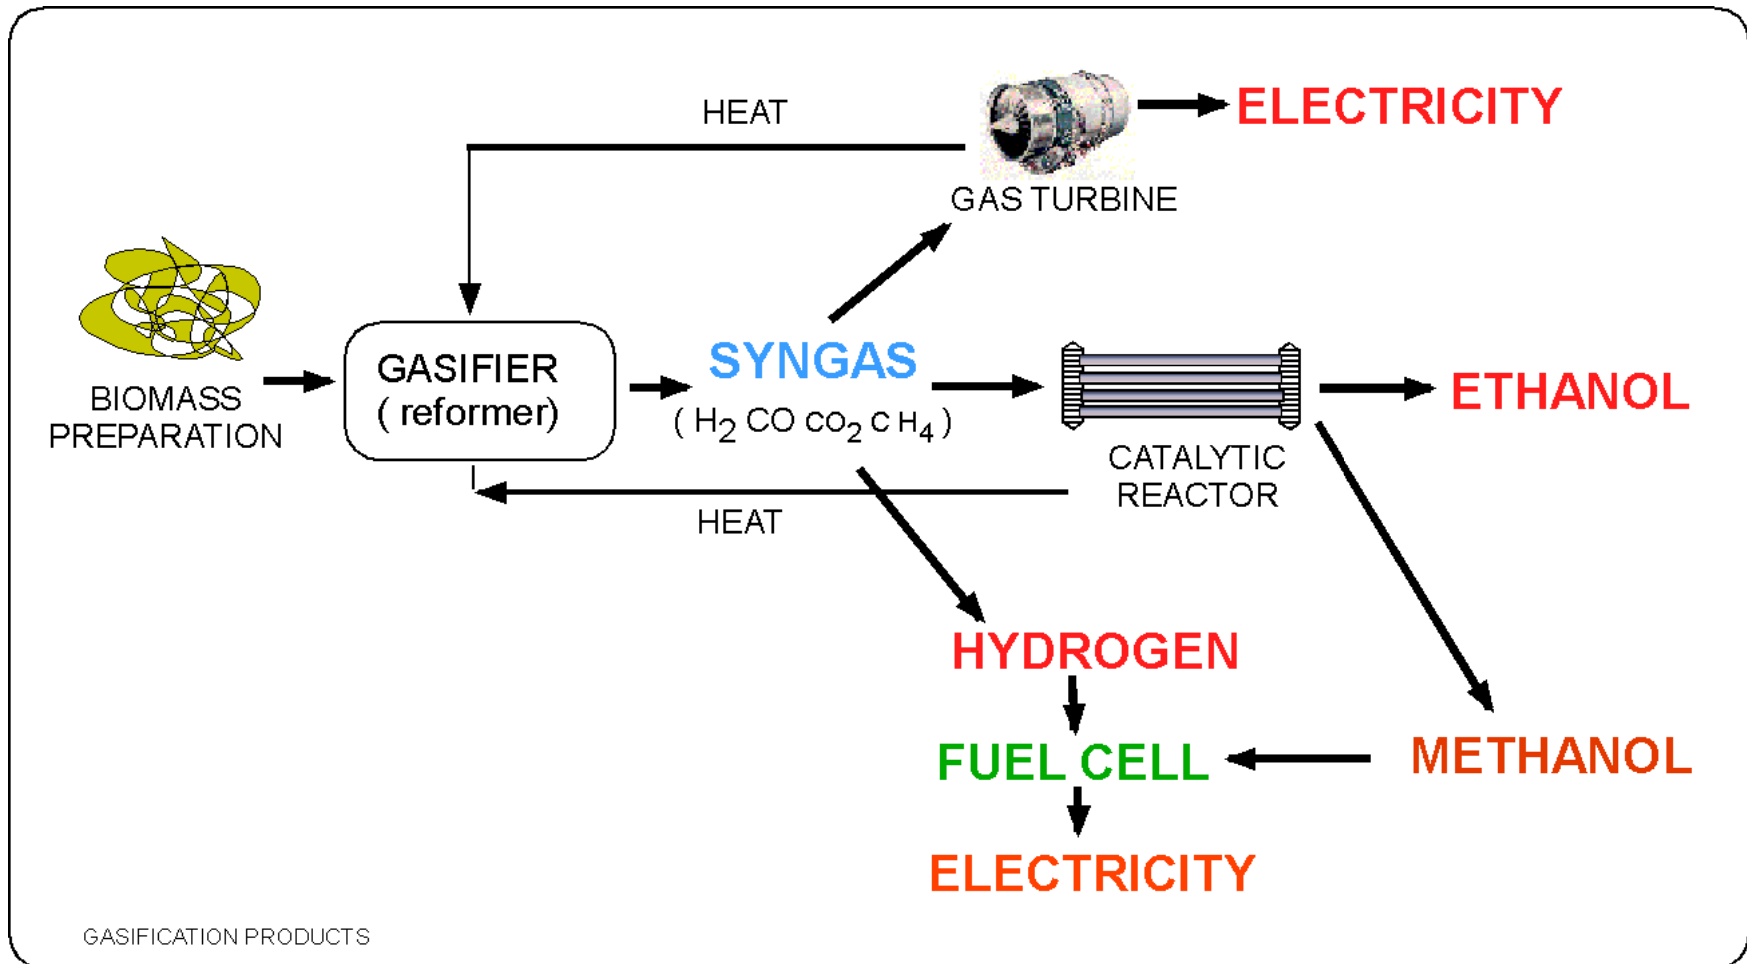 HEAT
ELECTRICITY
GAS TURBINE
BIOMASS
PREPARATION
GASIFIER
( reformer)
SYNGAS
( H2 CO CO2 C H4 )
CATALYTIC
REACTOR
ETHANOL
HEAT
HYDROGEN
FUEL CELL
METHANOL
ELECTRICITY
GASIFICATION PRODUCTS